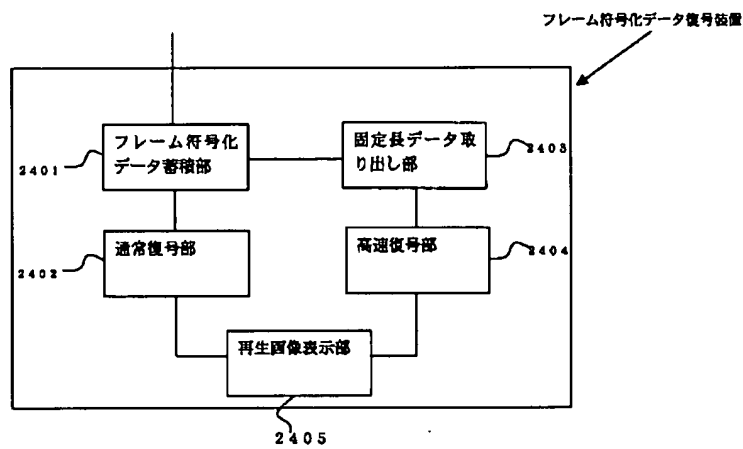 フレーム符号化データ復号装置
フレーム符号化
データ蓄積部
2401
固定長データ取
り出し部
2403
通常復号部
2402
高速復号部
2404
再生画像表示部
2405